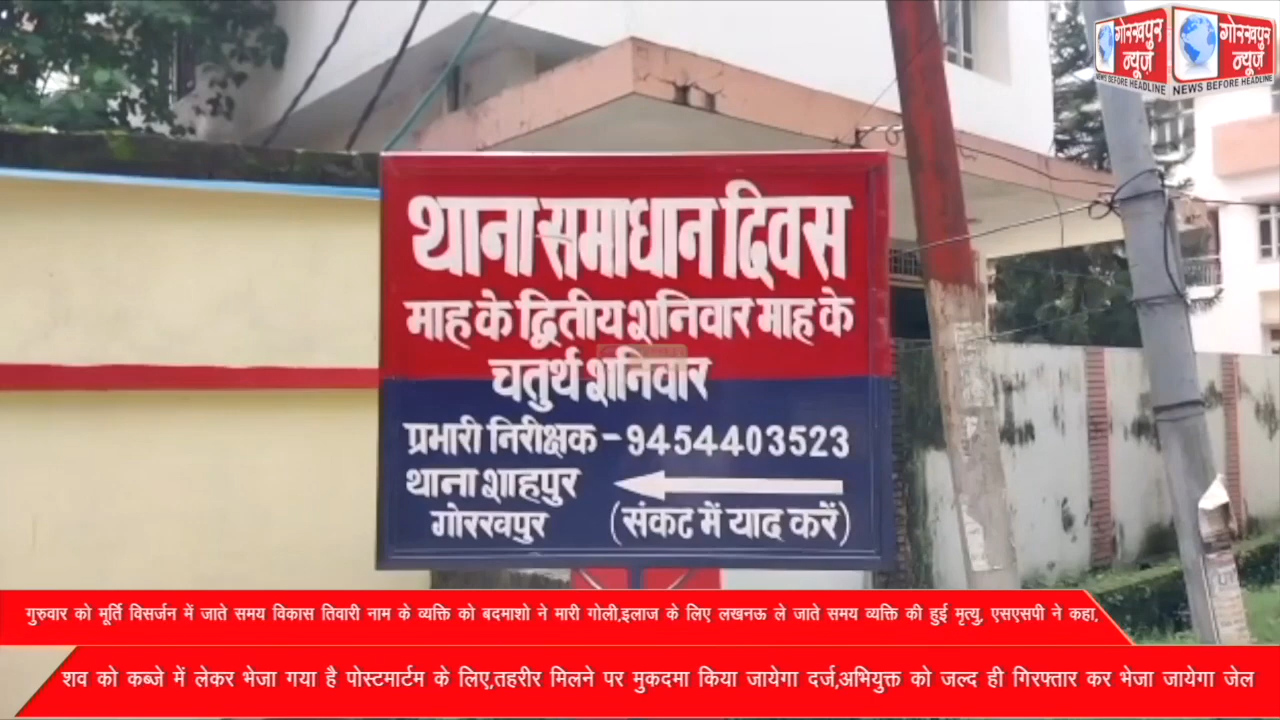 गोरखपुर
न्यूज़
NEWS BEFORE HEADLINE
गोरखपुर
न्यूज़
NEWS BEFORE HEADLINE
थाना समाधान दिवस
माह के द्वितीय शनिवार माह के
चतुर्थ शनिवार
प्रभारी निरीक्षक - 9454403523
थाना शाहपुर
गोरखपुर (संकट में याद करें)
गुरुवार को मूर्ति विसर्जन में जाते समय विकास तिवारी नाम के व्यक्ति को बदमाशो ने मारी गोली,इलाज के लिए लखनऊ ले जाते समय व्यक्ति की हुई मृत्यु, एसएसपी ने कहा,
शव को कब्जे में लेकर भेजा गया है पोस्टमार्टम के लिए,तहरीर मिलने पर मुकदमा किया जायेगा दर्ज,अभियुक्त को जल्द ही गिरफ्तार कर भेजा जायेगा जेल